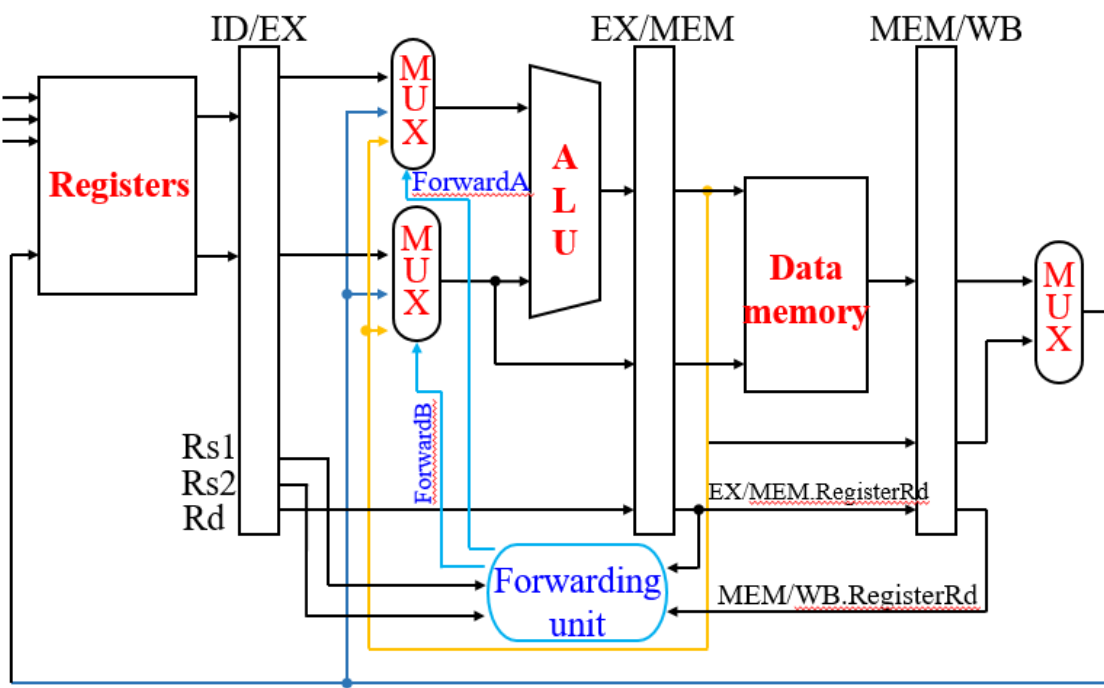 ID/EX
EX/MEM
MEM/WB
M
U
X
ForwardA
A
L
U
Registers
M
U
X
Data
memory
M
U
X
ForwardB
Rs1
Rs2
Rd
EX/MEM.RegisterRd
Forwarding
unit
MEM/WB.RegisterRd